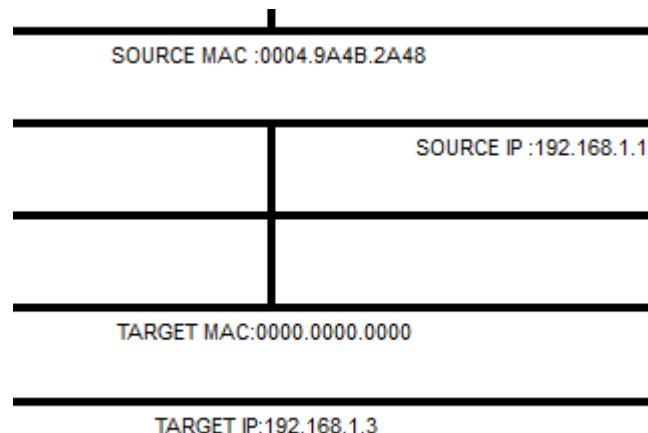 SOURCE MAC :0004.9A4B.2A48
SOURCE IP :192.168.1.1
TARGET MAC:0000.0000.0000
TARGET IP:192.168.1.3